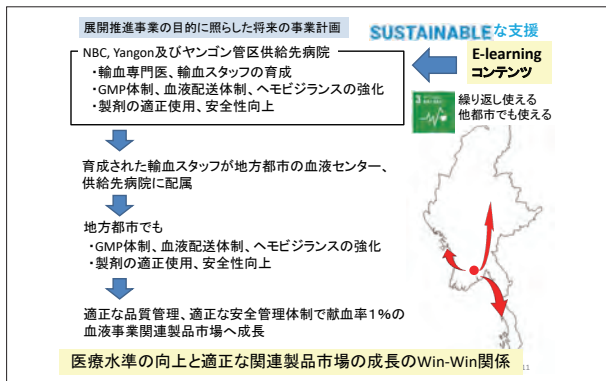 展開推進事業の目的に照らした将来の事業計画
SUSTAINABLEな支援
NBC, Yangon及びヤンゴン管区供給先病院
・輸血専門医、輸血スタッフの育成
・GMP体制、血液配送体制、ヘモビジランスの強化
・製剤の適正使用、安全性向上
E-learning
コンテンツ
3
繰り返し使える
他都市でも使える
育成された輸血スタッフが地方都市の血液センター、
供給先病院に配属
地方都市でも
・GMP体制、血液配送体制、ヘモビジランスの強化
・製剤の適正使用、安全性向上
適正な品質管理、適正な安全管理体制で献血率1%の
血液事業関連製品市場へ成長
医療水準の向上と適正な関連製品市場の成長のWin-Win関係
11